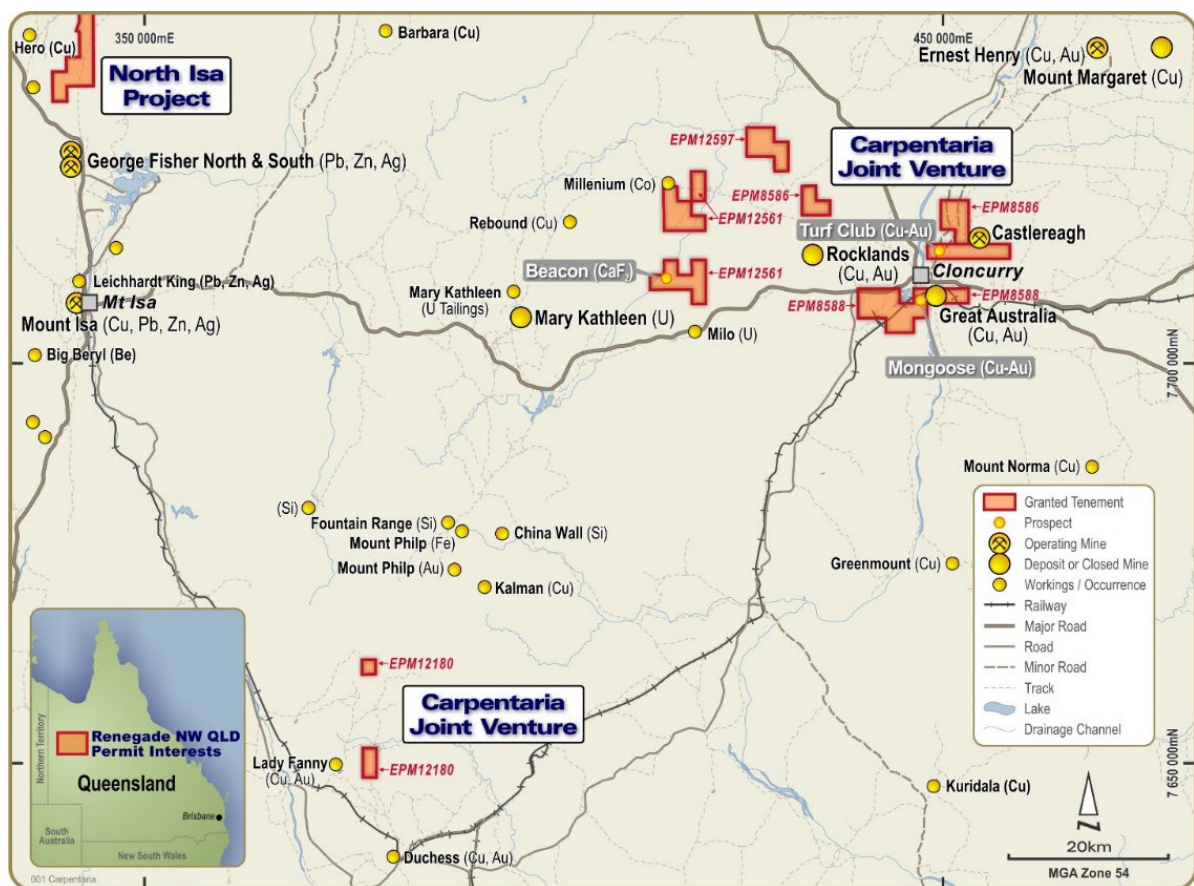 350 000mE
450 000mE
Hero (Cu)
Barbara (Cu)
Ernest Henry (Cu, Au)
Mount Margaret (Cu)
North Isa
Project
Carpentaria
Joint Venture
EPM12597
George Fisher North & South (Pb, Zn, Ag)
Millenium (Co)
EPM8586
EPM12561
EPM8586
Rebound (Cu)
Turf Club (Cu-Au)
Castlereagh
Rocklands
(Cu, Au)
Cloncurry
Beacon (CaF₂)
EPM12561
Leichhardt King (Pb, Zn, Ag)
Mt Isa
Mount Isa (Cu, Pb, Zn, Ag)
Mary Kathleen
(U Tailings)
Mary Kathleen (U)
EPM8588
EPM8588
Great Australia
(Cu, Au)
Milo (U)
Big Beryl (Be)
Mongoose (Cu-Au)
7 700 000mN
Mount Norma (Cu)
(Si)
Fountain Range (Si)
Mount Philp (Fe)
China Wall (Si)
Mount Philp (Au)
Kalman (Cu)
Greenmount (Cu)
Granted Tenement
Prospect
Operating Mine
Deposit or Closed Mine
Workings / Occurrence
Railway
Major Road
Road
Minor Road
Track
Lake
Drainage Channel
EPM12180
Carpentaria
Joint Venture
EPM12180
Lady Fanny
(Cu, Au)
Duchess (Cu, Au)
Kuridala (Cu)
7 650 000mN
Northern Territory
Renegade NW QLD
Permit Interests
Queensland
Brisbane
South
Australia
New South Wales
001 Carpentaria
N
20km
MGA Zone 54